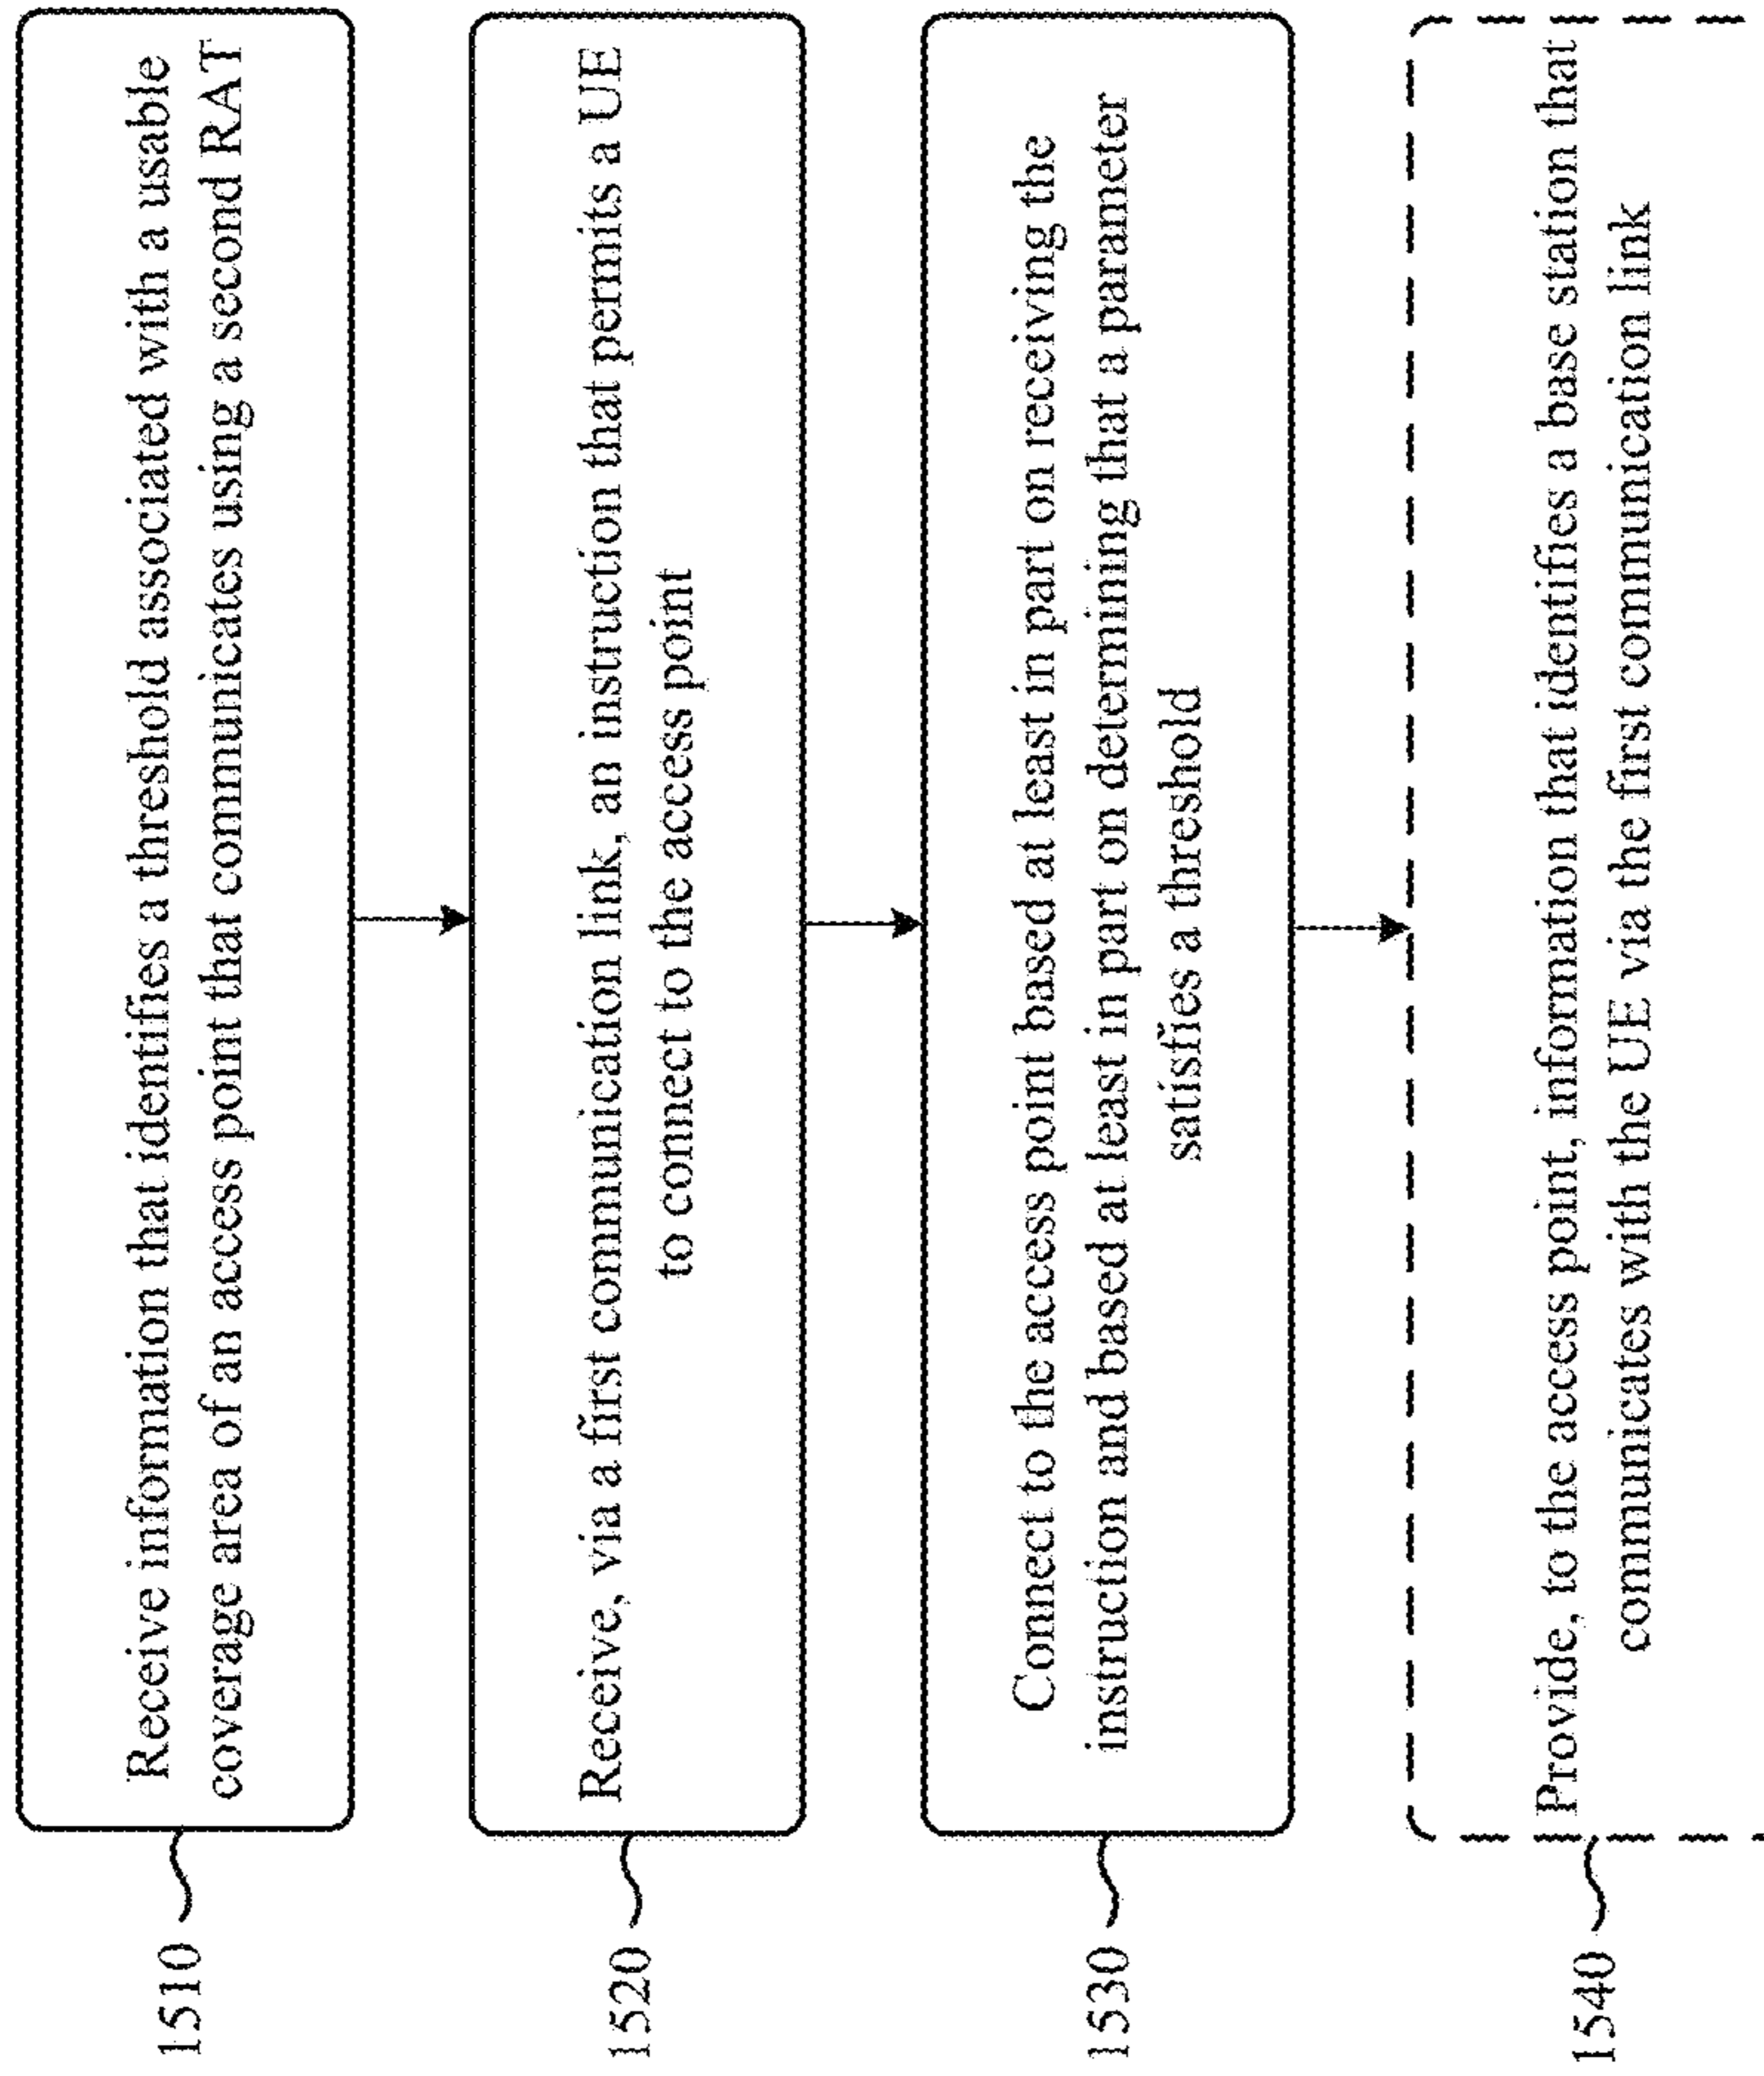 1510
Receive information that identifies a threshold associated with a usable
coverage area of an access point that communicates using a second RAT
1520
Receive, via a first communication link, an instruction that permits a UE
to connect to the access point
1530
Connect to the access point based at least in part on receiving the
instruction and based at least in part on determining that a parameter
satisfies a threshold
1540
Provide, to the access point, information that identifies a base station that
communicates with the UE via the first communication link